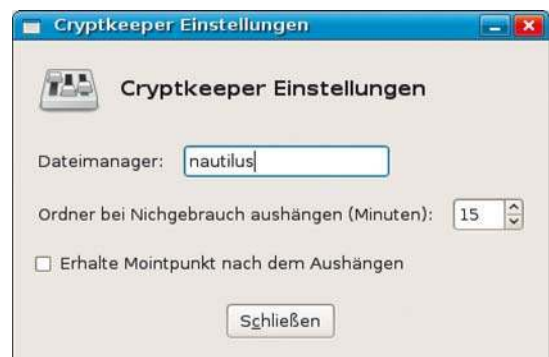 Cryptkeeper Einstellungen
Cryptkeeper Einstellungen
Dateimanager: nautilus
Ordner bei Nichgebrauch aushängen (Minuten): 15
Erhalte Mointpunkt nach dem Aushängen
Schließen